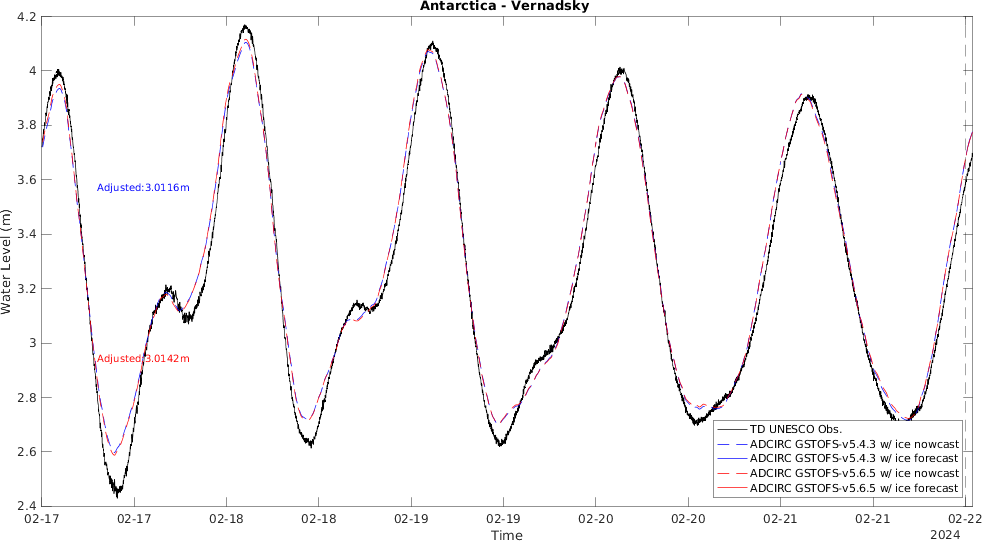 Antarctica - Vernadsky
Water Level (m)
4.2
4
3.8
3.6
3.4
3.2
3
2.8
2.6
2.4
Adjusted:3.0116m
Adjusted:3.0142m
TD UNESCO Obs.
ADCIRC GSTOFS-v5.4.3 w/ ice nowcast
ADCIRC GSTOFS-v5.4.3 w/ ice forecast
ADCIRC GSTOFS-v5.6.5 w/ ice nowcast
ADCIRC GSTOFS-v5.6.5 w/ ice forecast
02-17 02-17 02-18 02-18 02-19 02-19 02-20 02-20 02-21 02-21 02-22
Time
2024